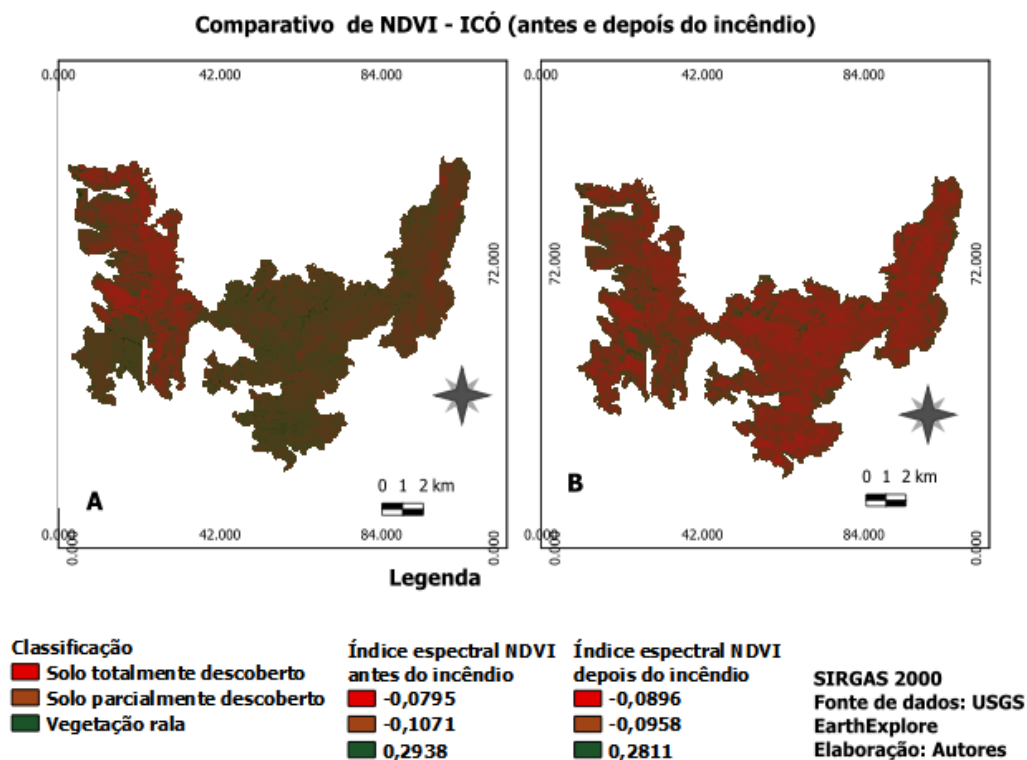 Comparativo de NDVI - ICÓ (antes e depois do incêndio)
0.000 42.000 84.000
72.000
A
0 1 2 km
0.000 42.000 84.000
0.000 0.000
0.000 42.000 84.000
72.000 72.000
B
0 1 2 km
0.000 42.000 84.000
0.000 0.000
Legenda
Classificação
Solo totalmente descoberto
Solo parcialmente descoberto
Vegetação rala
Índice espectral NDVI
antes do incêndio
-0,0795
-0,1071
0,2938
Índice espectral NDVI
depois do incêndio
-0,0896
-0,0958
0,2811
SIRGAS 2000
Fonte de dados: USGS
EarthExplore
Elaboração: Autores